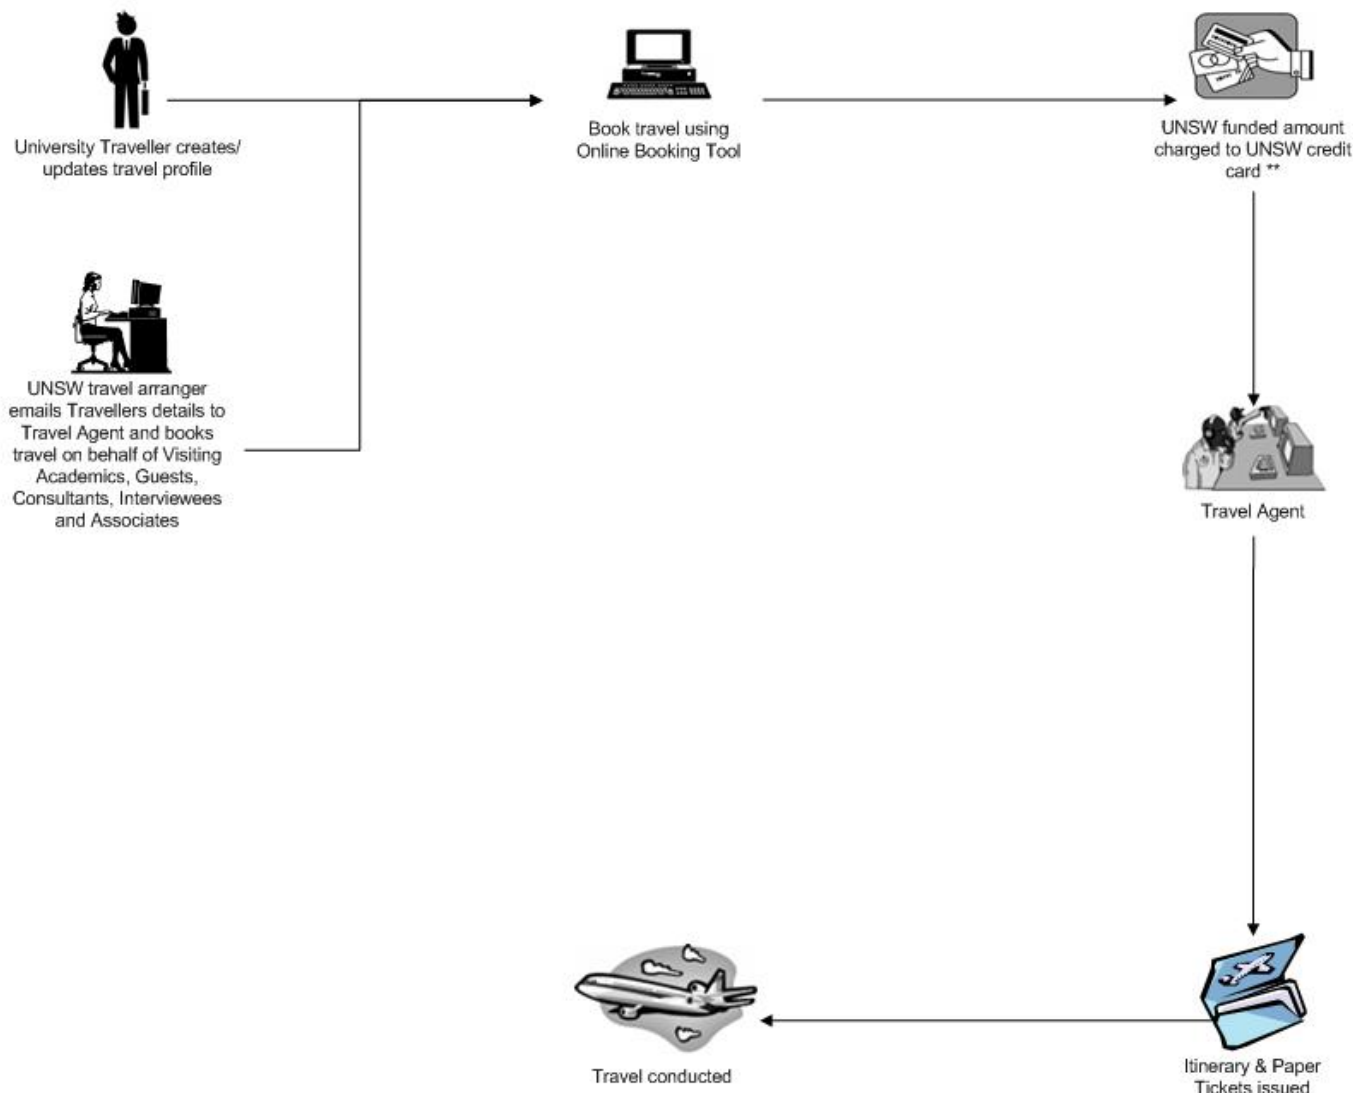 University Traveller creates/
updates travel profile
Book travel using
Online Booking Tool
UNSW funded amount
charged to UNSW credit
card **
UNSW travel arranger
emails Travellers details to
Travel Agent and books
travel on behalf of Visiting
Academics, Guests,
Consultants, Interviewees
and Associates
Travel Agent
Travel conducted
Itinerary & Paper
Tickets issued